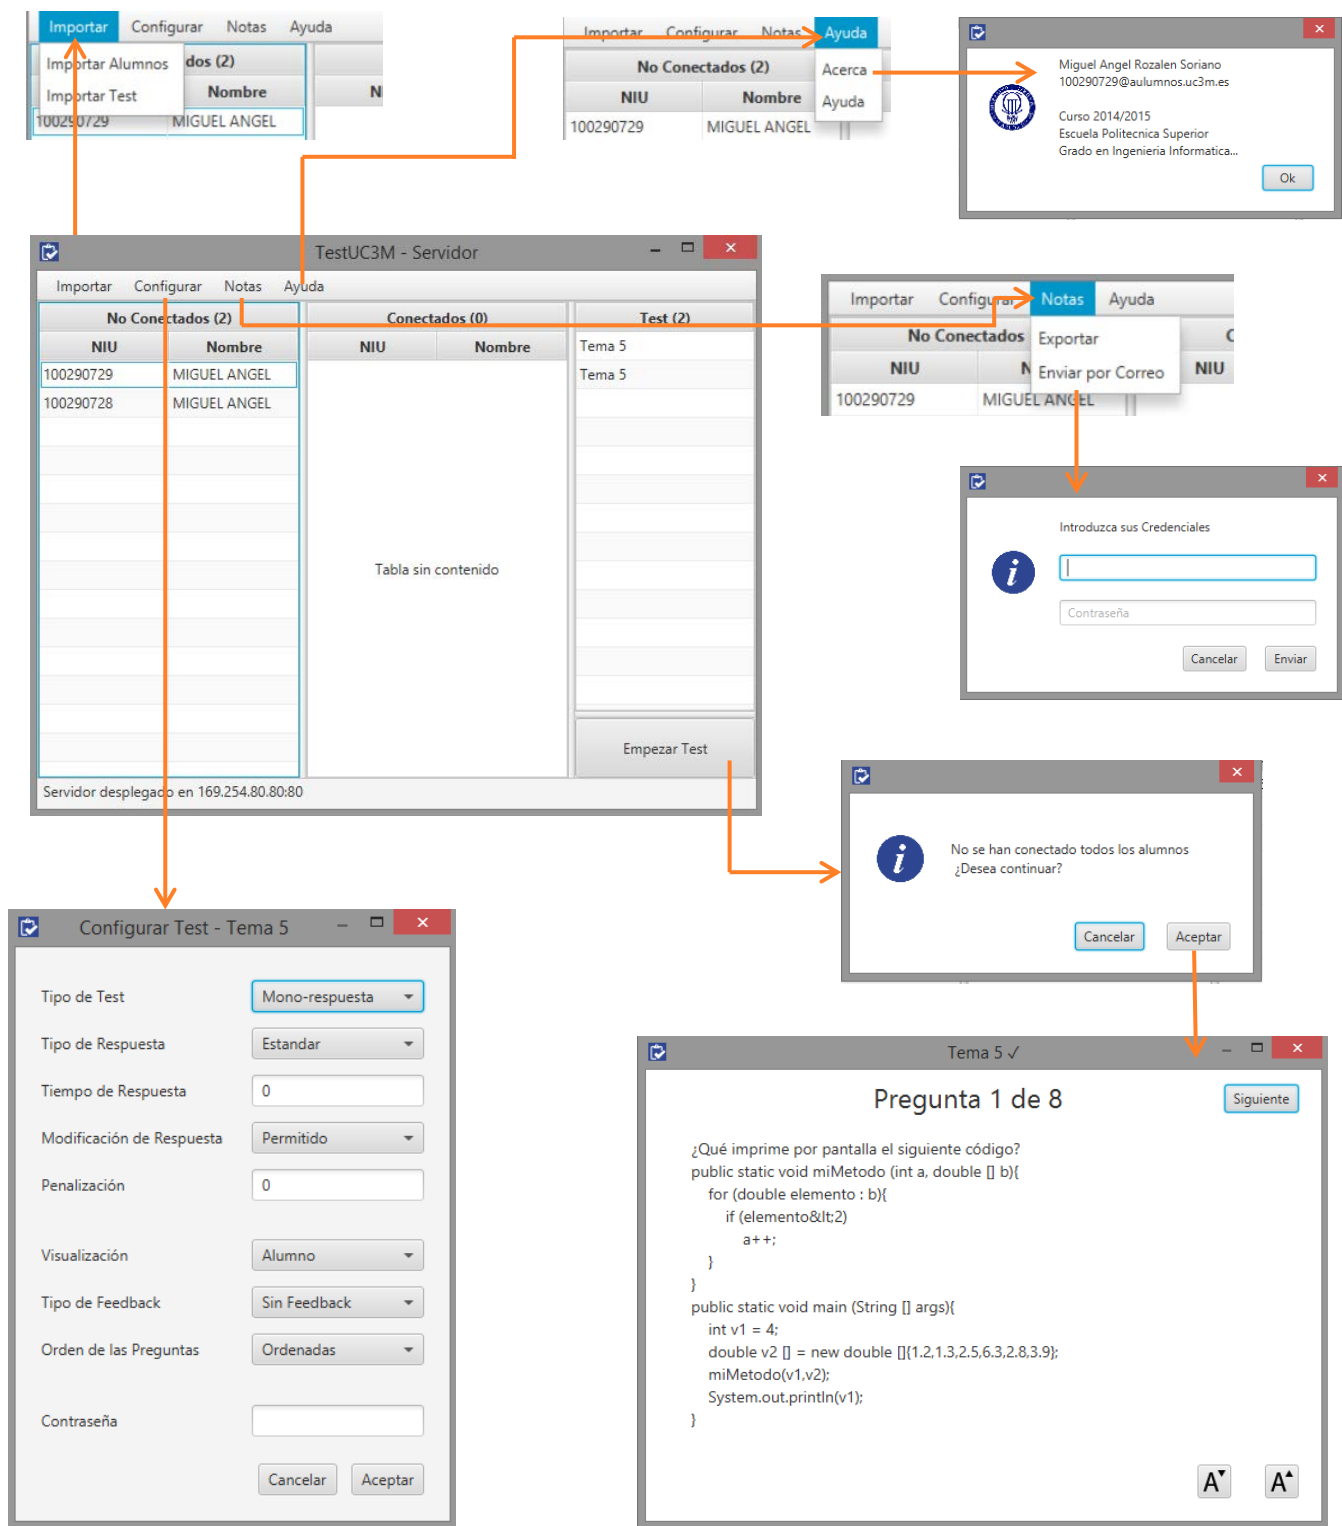 Importar Configurar Notas Ayuda
Importar Alumnos
Importar Test
dos (2)
Nombre
N
100290729 MIGUEL ANGEL
Importar Configurar Notas Ayuda
No Conectados (2)
NIU Nombre
100290729 MIGUEL ANGEL
Acerca
Ayuda
Miguel Angel Rozalen Soriano
100290729@aulumnos.uc3m.es
Curso 2014/2015
Escuela Politecnica Superior
Grado en Ingenieria Informatica...
Ok
TestUC3M - Servidor
Importar Configurar Notas Ayuda
No Conectados (2) Conectados (0) Test (2)
NIU Nombre NIU Nombre Tema 5
100290729 MIGUEL ANGEL Tema 5
100290728 MIGUEL ANGEL
Tabla sin contenido
Empezar Test
Servidor desplegado en 169.254.80.80:80
Importar Configurar Notas Ayuda
No Conectados
C
NIU N NIU
100290729 MIGUEL ANGEL
Exportar
Enviar por Correo
Introduzca sus Credenciales
Contraseña
Cancelar Enviar
No se han conectado todos los alumnos
¿Desea continuar?
Cancelar Aceptar
Configurar Test - Tema 5
Tipo de Test Mono-respuesta
Tipo de Respuesta Estandar
Tiempo de Respuesta 0
Modificación de Respuesta Permitido
Penalización 0
Visualización Alumno
Tipo de Feedback Sin Feedback
Orden de las Preguntas Ordenadas
Contraseña
Cancelar Aceptar
Tema 5 ✓
Pregunta 1 de 8
Siguiente
¿Qué imprime por pantalla el siguiente código?
public static void miMetodo (int a, double [] b){
for (double elemento : b){
if (elemento&lt;2)
a++;
}
}
public static void main (String [] args){
int v1 = 4;
double v2 [] = new double []{1.2,1.3,2.5,6.3,2.8,3.9};
miMetodo(v1,v2);
System.out.println(v1);
}
A A